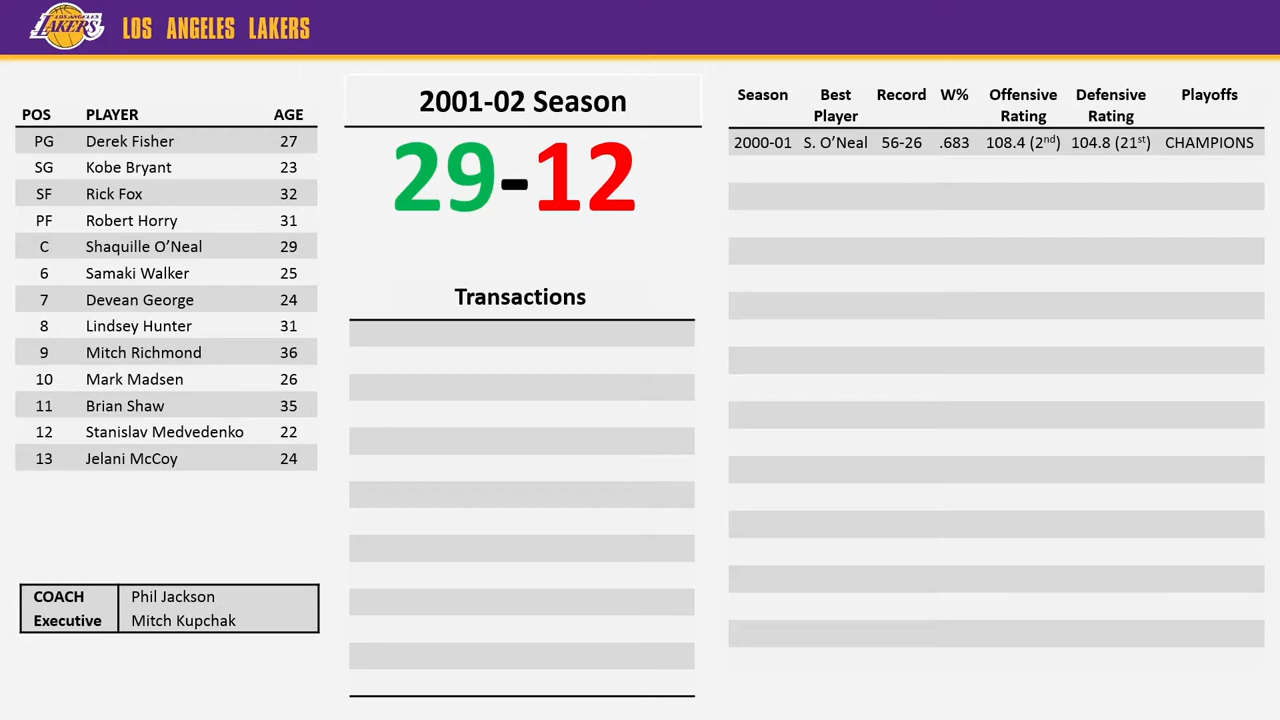 LOS ANGELES LAKERS
LOS ANGELES LAKERS
POS PLAYER AGE
PG Derek Fisher 27
SG Kobe Bryant 23
SF Rick Fox 32
PF Robert Horry 31
C Shaquille O’Neal 29
6 Samaki Walker 25
7 Devean George 24
8 Lindsey Hunter 31
9 Mitch Richmond 36
10 Mark Madsen 26
11 Brian Shaw 35
12 Stanislav Medvedenko 22
13 Jelani McCoy 24
COACH Phil Jackson
Executive Mitch Kupchak
2001-02 Season
29-12
Transactions
Season Best Player Record W% Offensive Rating Defensive Rating Playoffs
2000-01 S. O’Neal 56-26 .683 108.4 (2nd) 104.8 (21st) CHAMPIONS